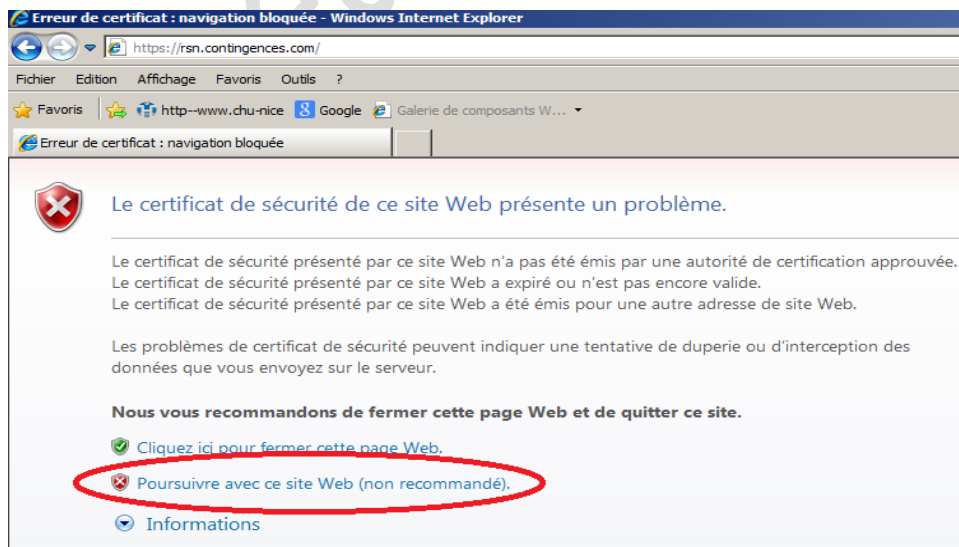 Erreur de certificat : navigation bloquée - Windows Internet Explorer
https://rsn.contingences.com/
Fichier Edition Affichage Favoris Outils ?
Favoris http--www.chu-nice Google Galerie de composants W...
Erreur de certificat : navigation bloquée
Le certificat de sécurité de ce site Web présente un problème.
Le certificat de sécurité présenté par ce site Web n'a pas été émis par une autorité de certification approuvée.
Le certificat de sécurité présenté par ce site Web a expiré ou n'est pas encore valide.
Le certificat de sécurité présenté par ce site Web a été émis pour une autre adresse de site Web.
Les problèmes de certificat de sécurité peuvent indiquer une tentative de duperie ou d'interception des
données que vous envoyez sur le serveur.
Nous vous recommandons de fermer cette page Web et de quitter ce site.
Cliquez ici pour fermer cette page Web.
Poursuivre avec ce site Web (non recommandé).
Informations